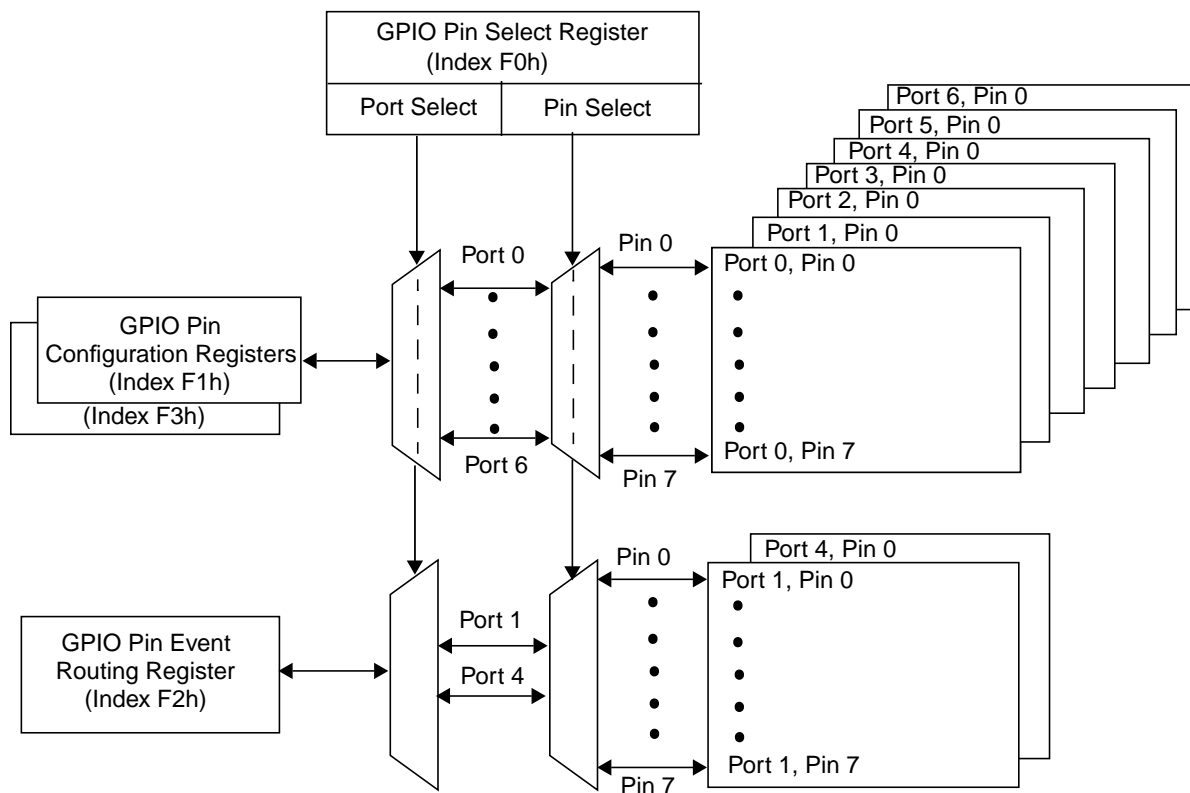 GPIO Pin Select Register
(Index F0h)
Port Select
Pin Select
Port 6, Pin 0
Port 5, Pin 0
Port 4, Pin 0
Port 3, Pin 0
Port 2, Pin 0
Port 1, Pin 0
Port 0, Pin 0
Port 0, Pin 7
Port 0
Pin 0
Port 6
Pin 7
GPIO Pin
Configuration Registers
(Index F1h)
(Index F3h)
Pin 0
Port 4, Pin 0
Port 1, Pin 0
Port 1
Port 4
GPIO Pin Event
Routing Register
(Index F2h)
Pin 7
Port 1, Pin 7